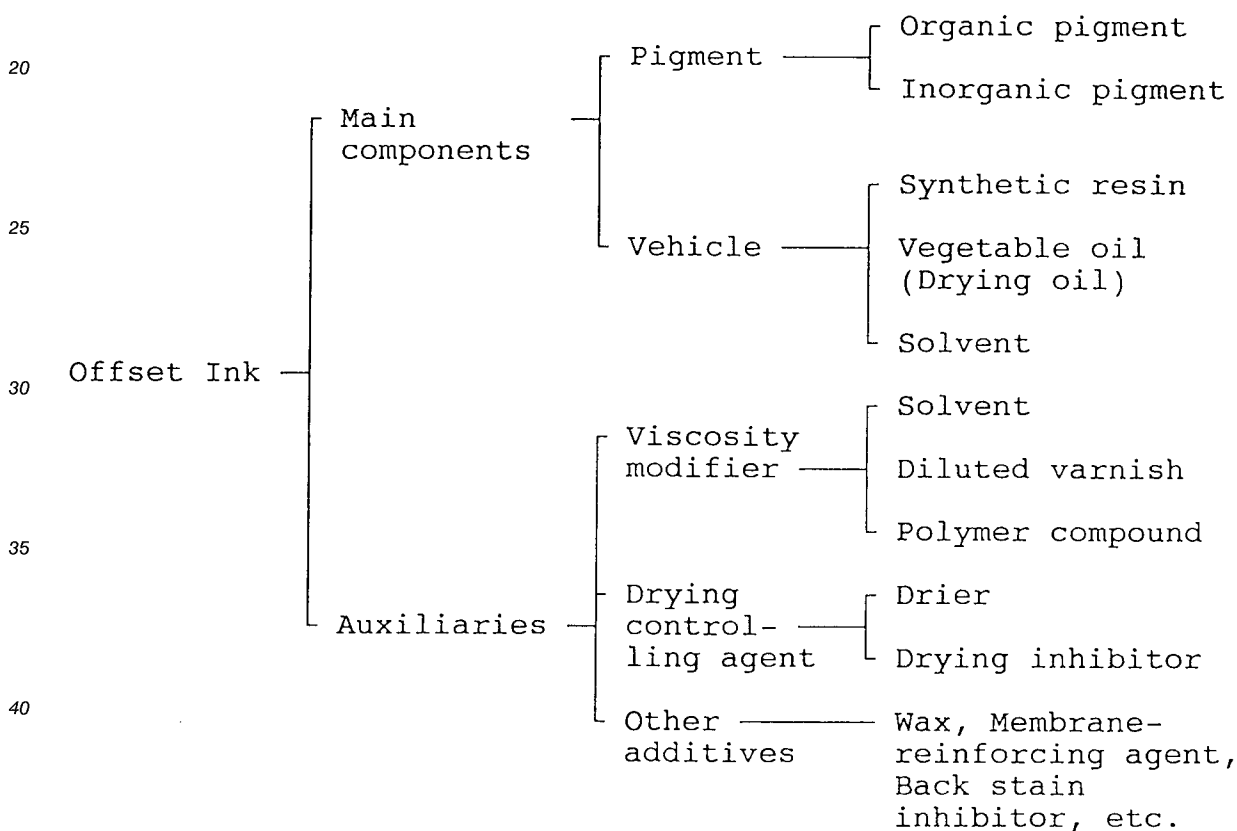 Organic pigment
20
Pigment
Inorganic pigment
Main
components
Synthetic resin
25
Vehicle
Vegetable oil
(Drying oil)
Solvent
Offset Ink
30
Solvent
Viscosity
modifier
Diluted varnish
Polymer compound
35
Drying
control-
ling agent
Drier
Auxiliaries
Drying inhibitor
40
Other
additives
Wax, Membrane-
reinforcing agent,
Back stain
inhibitor, etc.